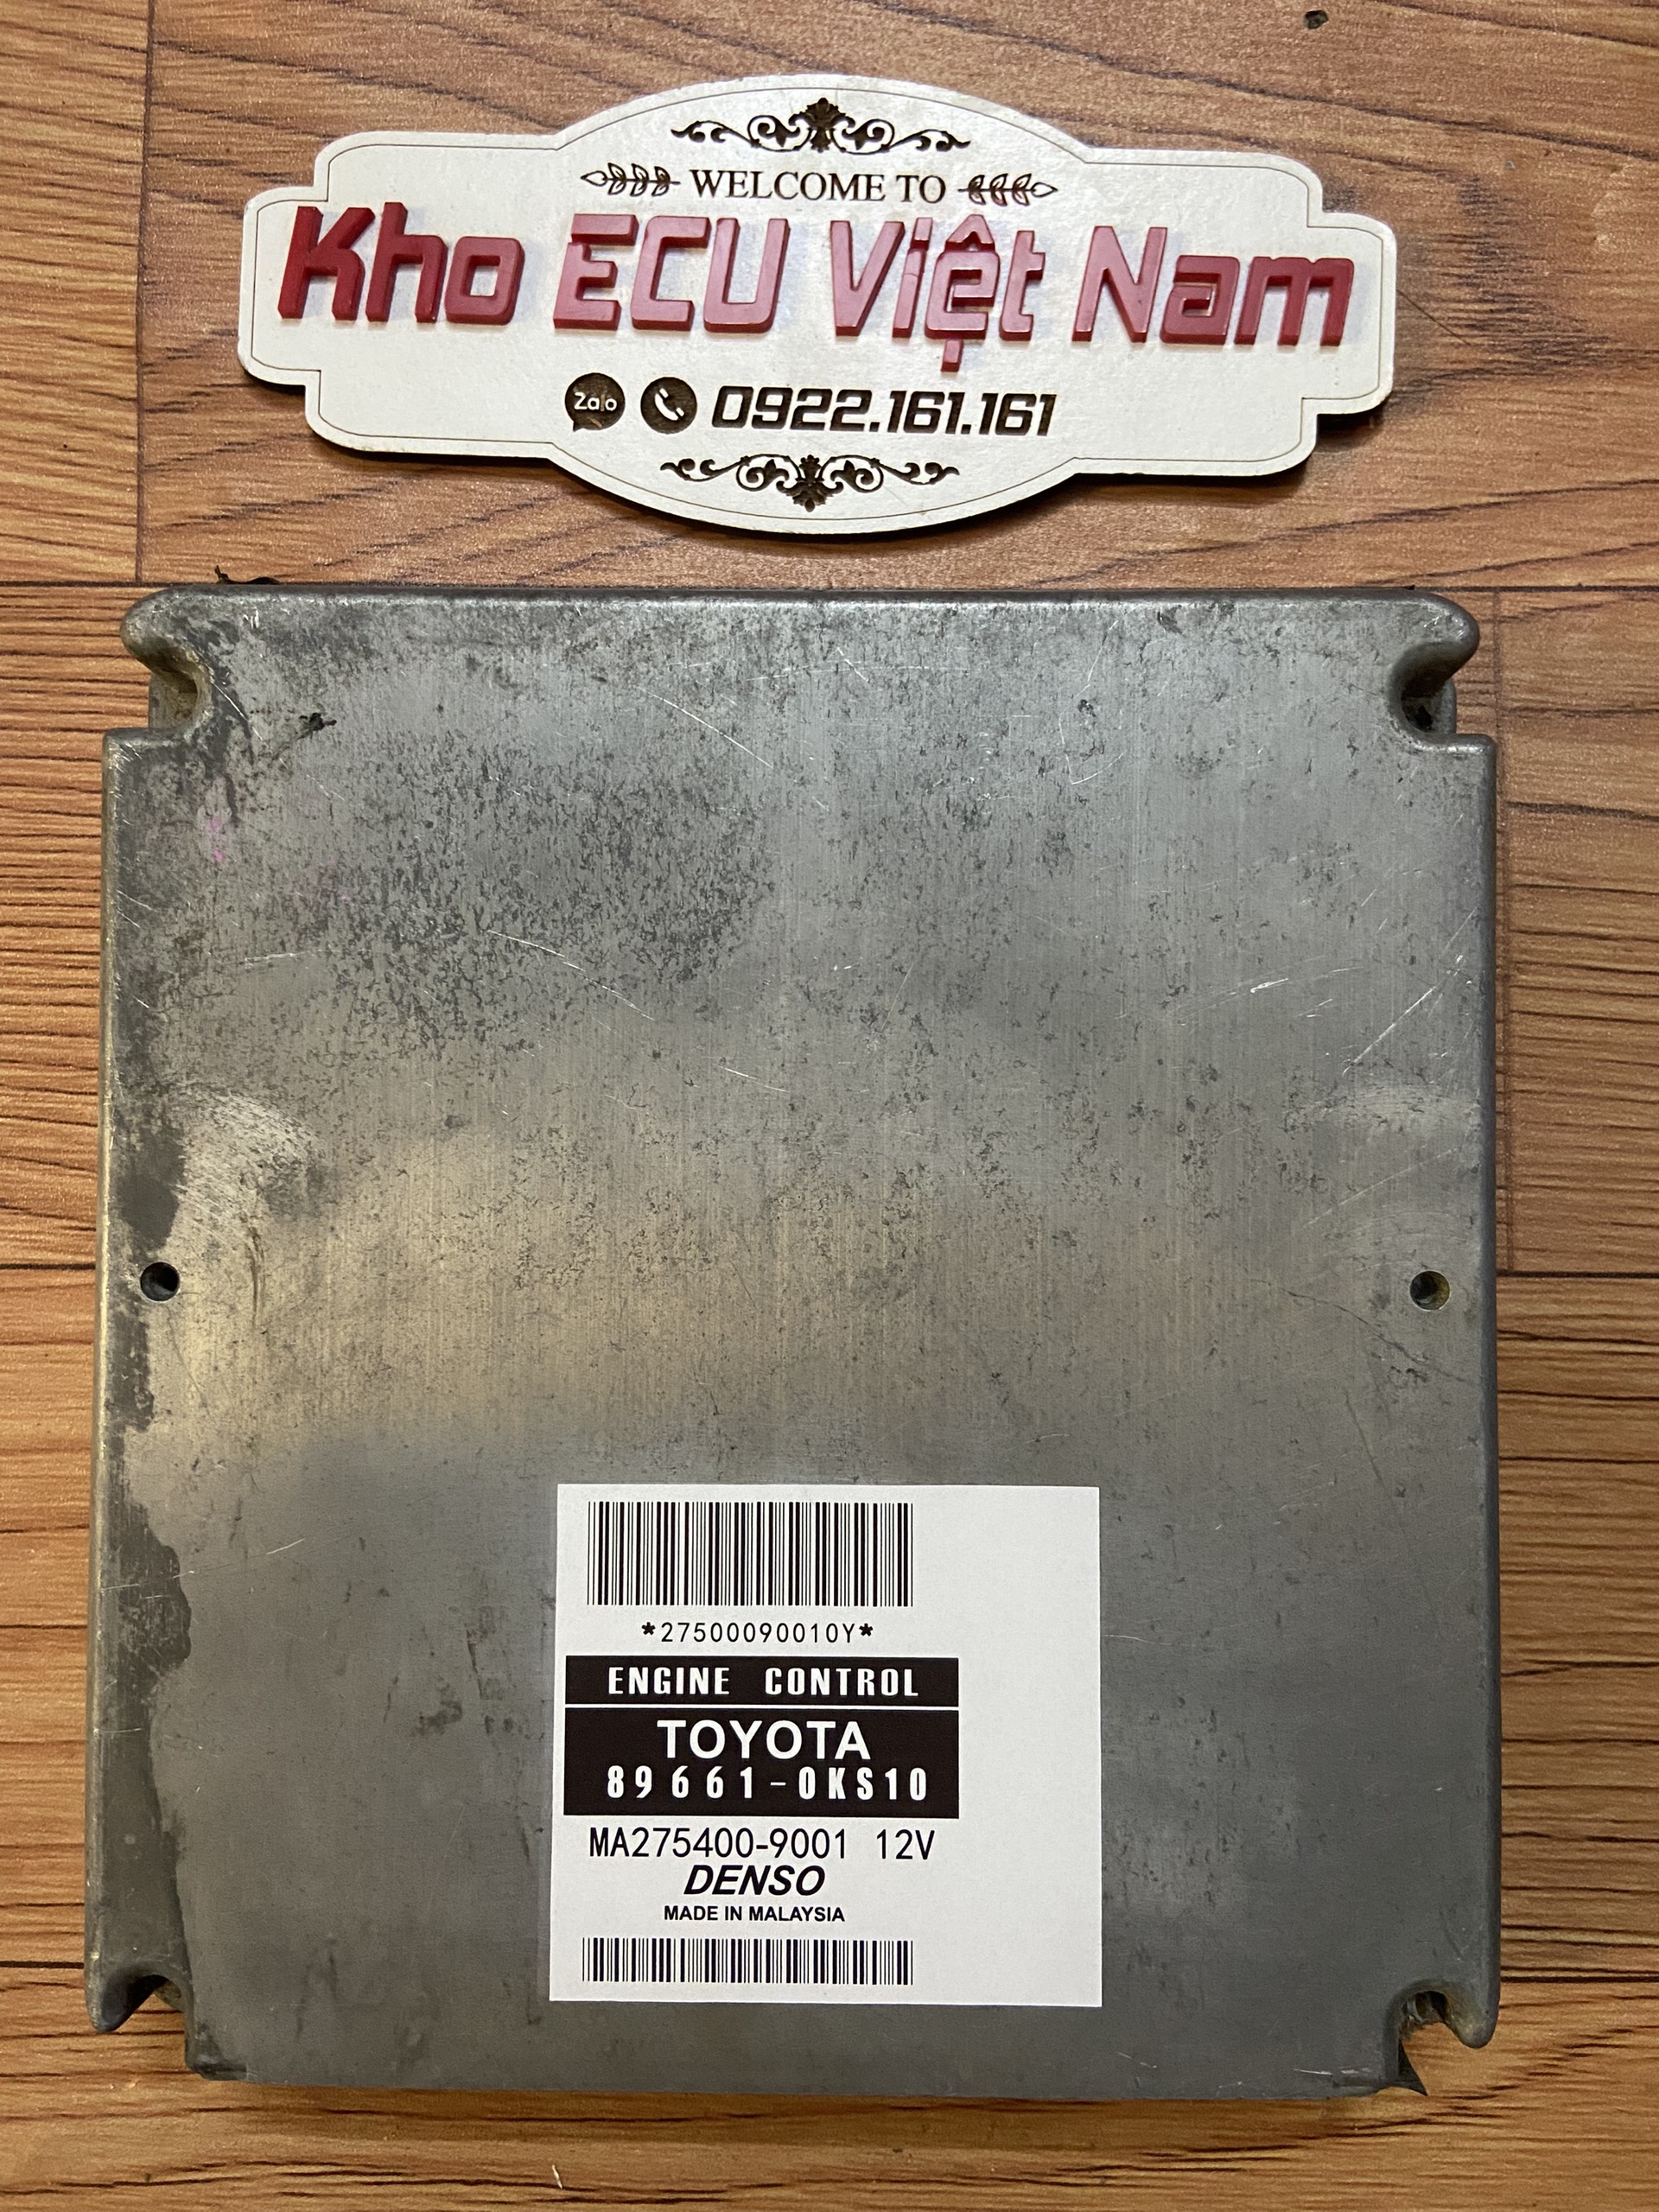 WELCOME TO
Kho ECU Việt Nam
Zalo 0922.161.161
*27500090010Y*
ENGINE CONTROL
TOYOTA
89661-0KS10
MA275400-9001 12V
DENSO
MADE IN MALAYSIA